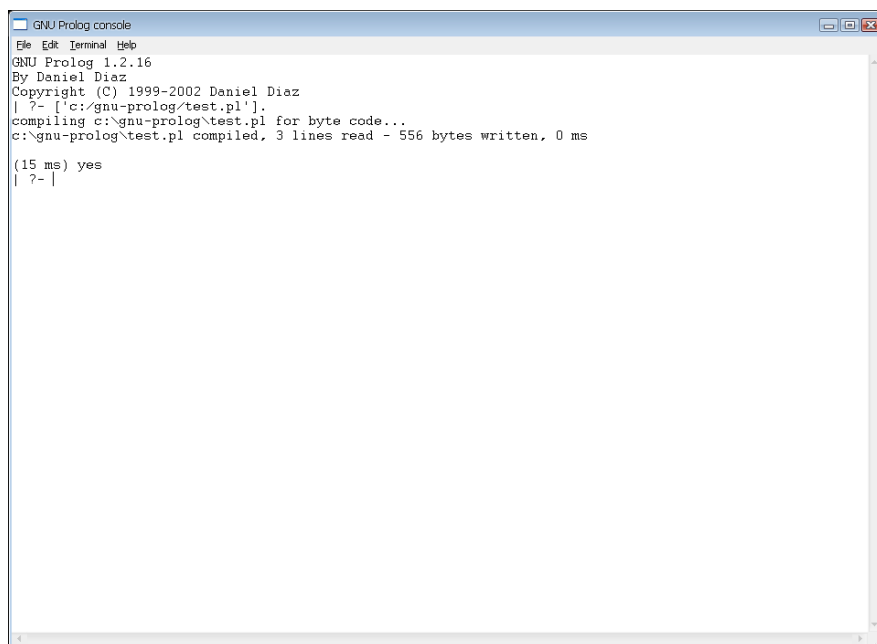 GNU Prolog console
File Edit Terminal Help
GNU Prolog 1.2.16
By Daniel Diaz
Copyright (C) 1999-2002 Daniel Diaz
| ?- ['c:/gnu-prolog/test.pl'].
compiling c:\gnu-prolog\test.pl for byte code...
c:\gnu-prolog\test.pl compiled, 3 lines read - 556 bytes written, 0 ms
(15 ms) yes
| ?- |